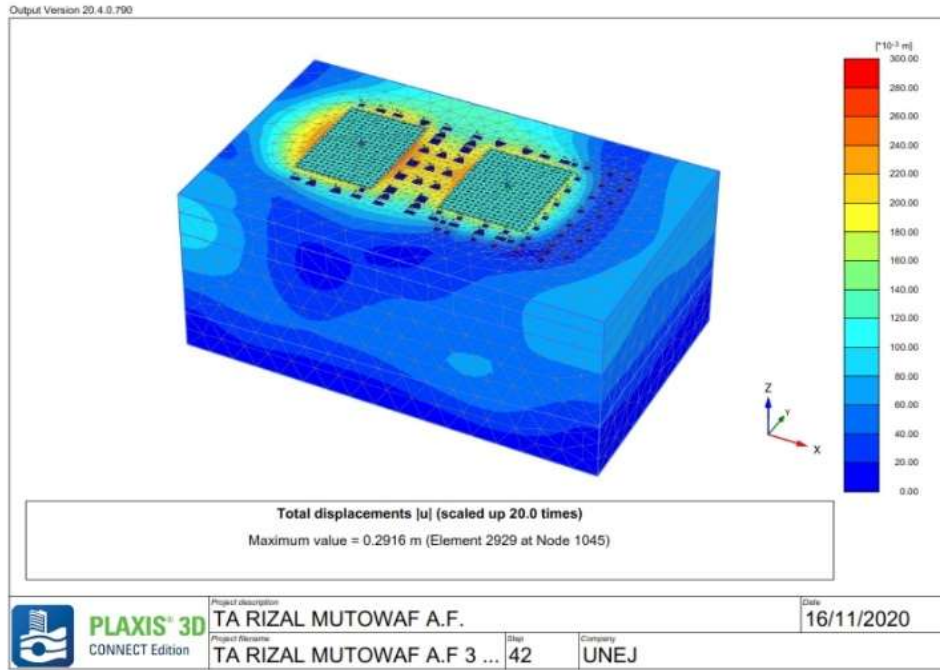 Output Version 20.4.0.790
[*10-3 m]
300.00
280.00
260.00
240.00
220.00
200.00
180.00
160.00
140.00
120.00
100.00
80.00
60.00
40.00
20.00
0.00
Z
Y
X
Total displacements |u| (scaled up 20.0 times)
Maximum value = 0.2916 m (Element 2929 at Node 1045)
PLAXIS® 3D
CONNECT Edition
Project description
TA RIZAL MUTOWAF A.F.
Date
16/11/2020
Project filename
TA RIZAL MUTOWAF A.F 3 ...
Step
42
Company
UNEJ